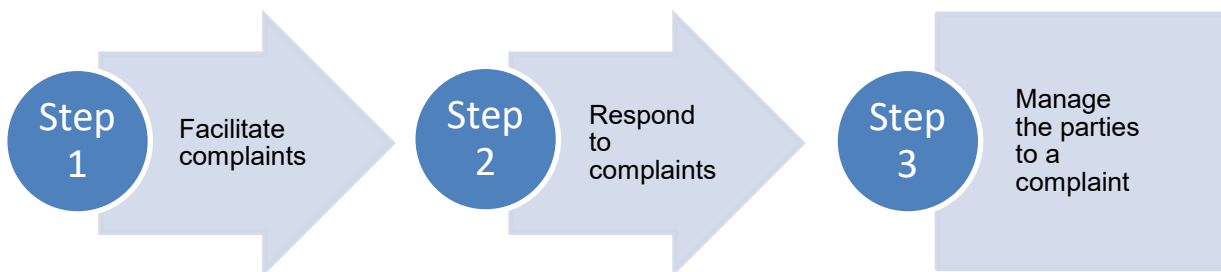 Step
1
Facilitate
complaints
Step
2
Respond
to
complaints
Step
3
Manage
the parties
to a
complaint